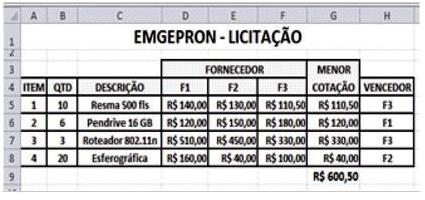 A B C D E F G H
1 EMGEPRON - LICITAÇÃO
2
3 FORNECEDOR MENOR
4 ITEM QTD DESCRIÇÃO F1 F2 F3 COTAÇÃO VENCEDOR
5 1 10 Resma 500 fls R$ 140,00 R$ 130,00 R$ 110,50 R$ 110,50 F3
6 2 6 Pendrive 16 GB R$ 120,00 R$ 150,00 R$ 180,00 R$ 120,00 F1
7 3 3 Roteador 802.11n R$ 510,00 R$ 450,00 R$ 330,00 R$ 330,00 F3
8 4 20 Esferográfica R$ 160,00 R$ 40,00 R$ 100,00 R$ 40,00 F2
9 R$ 600,50